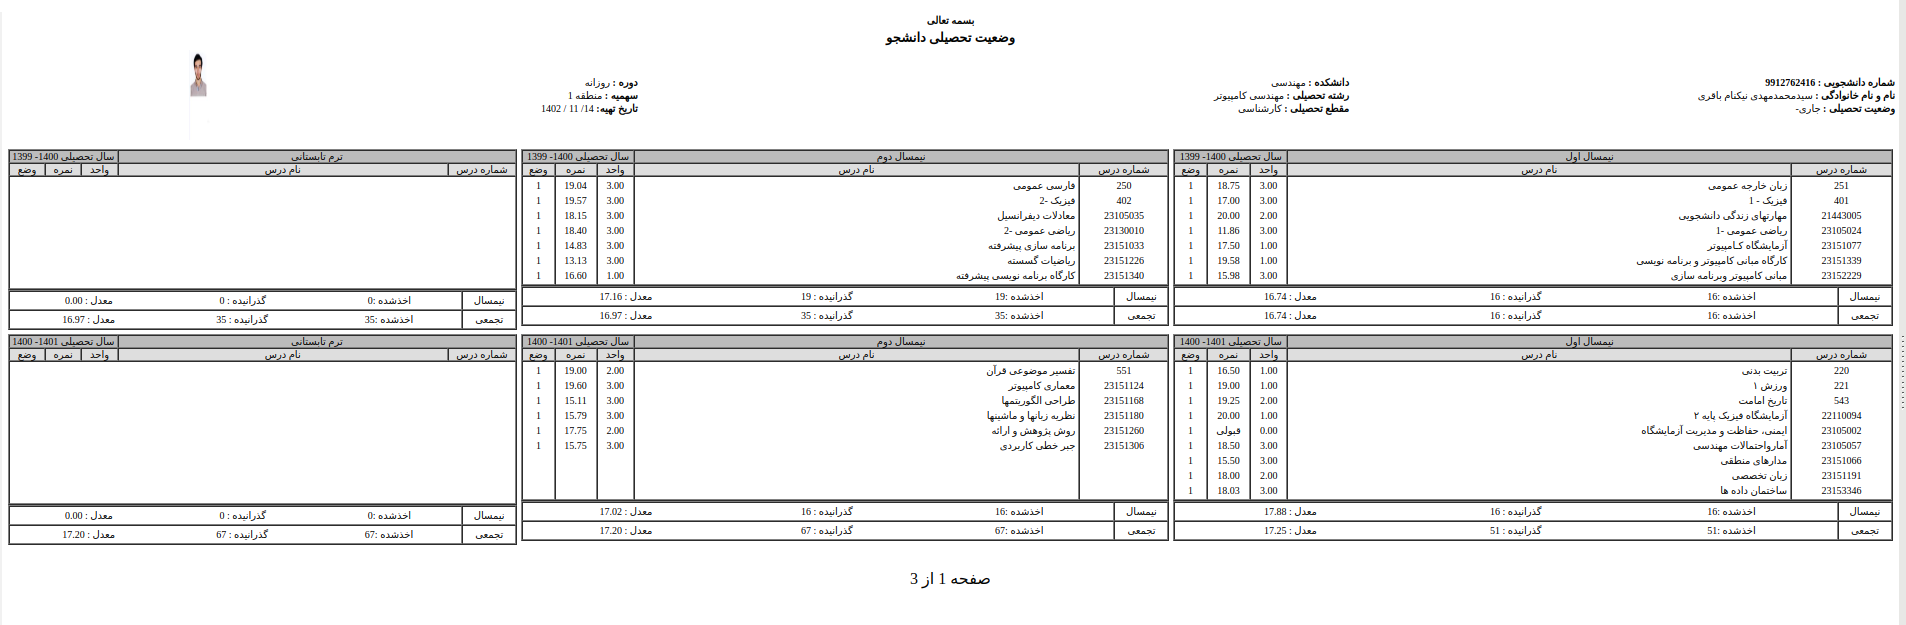 بسمه تعالی
وضعیت تحصیلی دانشجو
شماره دانشجویی : 9912762416
نام و نام خانوادگی : سیدمحمدمهدی نیکنام باقری
وضعیت تحصیلی : جاری-
دانشکده : مهندسی
رشته تحصیلی : مهندسی کامپیوتر
مقطع تحصیلی : کارشناسی
دوره : روزانه
سهمیه : منطقه 1
تاریخ تهیه: 14/ 11 / 1402
نیمسال اول سال تحصیلی 1400- 1399
شماره درس نام درس واحد نمره وضع
251 زبان خارجه عمومی 3.00 18.75 1
401 فیزیک - 1 3.00 17.00 1
21443005 مهارتهای زندگی دانشجویی 2.00 20.00 1
23105024 ریاضی عمومی -1 3.00 11.86 1
23151077 آزمایشگاه کـامپیوتر 1.00 17.50 1
23151339 کارگاه مبانی کامپیوتر و برنامه نویسی 1.00 19.58 1
23152229 مبانی کامپیوتر وبرنامه سازی 3.00 15.98 1
نیمسال اخذشده :16 گذرانیده : 16 معدل : 16.74
تجمعی اخذشده :16 گذرانیده : 16 معدل : 16.74
نیمسال دوم سال تحصیلی 1400- 1399
شماره درس نام درس واحد نمره وضع
250 فارسی عمومی 3.00 19.04 1
402 فیزیک -2 3.00 19.57 1
23105035 معادلات دیفرانسیل 3.00 18.15 1
23130010 ریاضی عمومی -2 3.00 18.40 1
23151033 برنامه سازی پیشرفته 3.00 14.83 1
23151226 ریاضیات گسسته 3.00 13.13 1
23151340 کارگاه برنامه نویسی پیشرفته 1.00 16.60 1
نیمسال اخذشده :19 گذرانیده : 19 معدل : 17.16
تجمعی اخذشده :35 گذرانیده : 35 معدل : 16.97
ترم تابستانی سال تحصیلی 1400- 1399
شماره درس نام درس واحد نمره وضع
نیمسال اخذشده :0 گذرانیده : 0 معدل : 0.00
تجمعی اخذشده :35 گذرانیده : 35 معدل : 16.97
نیمسال اول سال تحصیلی 1401- 1400
شماره درس نام درس واحد نمره وضع
220 تربیت بدنی 1.00 16.50 1
221 ورزش ۱ 1.00 19.00 1
543 تاریخ امامت 2.00 19.25 1
22110094 آزمایشگاه فیزیک پایه ۲ 1.00 20.00 1
23105002 ایمنی، حفاظت و مدیریت آزمایشگاه 0.00 قبولی 1
23105057 آمارواحتمالات مهندسی 3.00 18.50 1
23151066 مدارهای منطقی 3.00 15.50 1
23151191 زبان تخصصی 2.00 18.00 1
23153346 ساختمان داده ها 3.00 18.03 1
نیمسال اخذشده :16 گذرانیده : 16 معدل : 17.88
تجمعی اخذشده :51 گذرانیده : 51 معدل : 17.25
نیمسال دوم سال تحصیلی 1401- 1400
شماره درس نام درس واحد نمره وضع
551 تفسیر موضوعی قرآن 2.00 19.00 1
23151124 معماری کامپیوتر 3.00 19.60 1
23151168 طراحی الگوریتمها 3.00 15.11 1
23151180 نظریه زبانها و ماشینها 3.00 15.79 1
23151260 روش پژوهش و ارائه 2.00 17.75 1
23151306 جبر خطی کاربردی 3.00 15.75 1
نیمسال اخذشده :16 گذرانیده : 16 معدل : 17.02
تجمعی اخذشده :67 گذرانیده : 67 معدل : 17.20
ترم تابستانی سال تحصیلی 1401- 1400
شماره درس نام درس واحد نمره وضع
نیمسال اخذشده :0 گذرانیده : 0 معدل : 0.00
تجمعی اخذشده :67 گذرانیده : 67 معدل : 17.20
صفحه 1 از 3